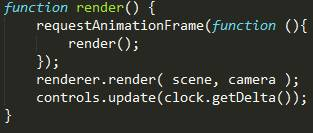 function render() {
    requestAnimationFrame(function (){
        render();
    });
    renderer.render( scene, camera );
    controls.update(clock.getDelta());
}